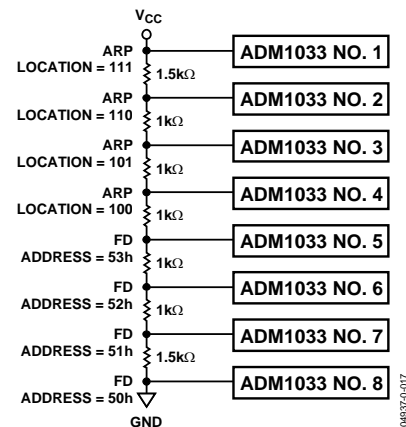 VCC
ARP
LOCATION = 111
ADM1033 NO. 1
1.5kΩ
ARP
LOCATION = 110
ADM1033 NO. 2
1kΩ
ARP
LOCATION = 101
ADM1033 NO. 3
1kΩ
ARP
LOCATION = 100
ADM1033 NO. 4
1kΩ
FD
ADDRESS = 53h
ADM1033 NO. 5
1kΩ
FD
ADDRESS = 52h
ADM1033 NO. 6
1kΩ
FD
ADDRESS = 51h
ADM1033 NO. 7
1.5kΩ
FD
ADDRESS = 50h
ADM1033 NO. 8
GND
04937-0-017